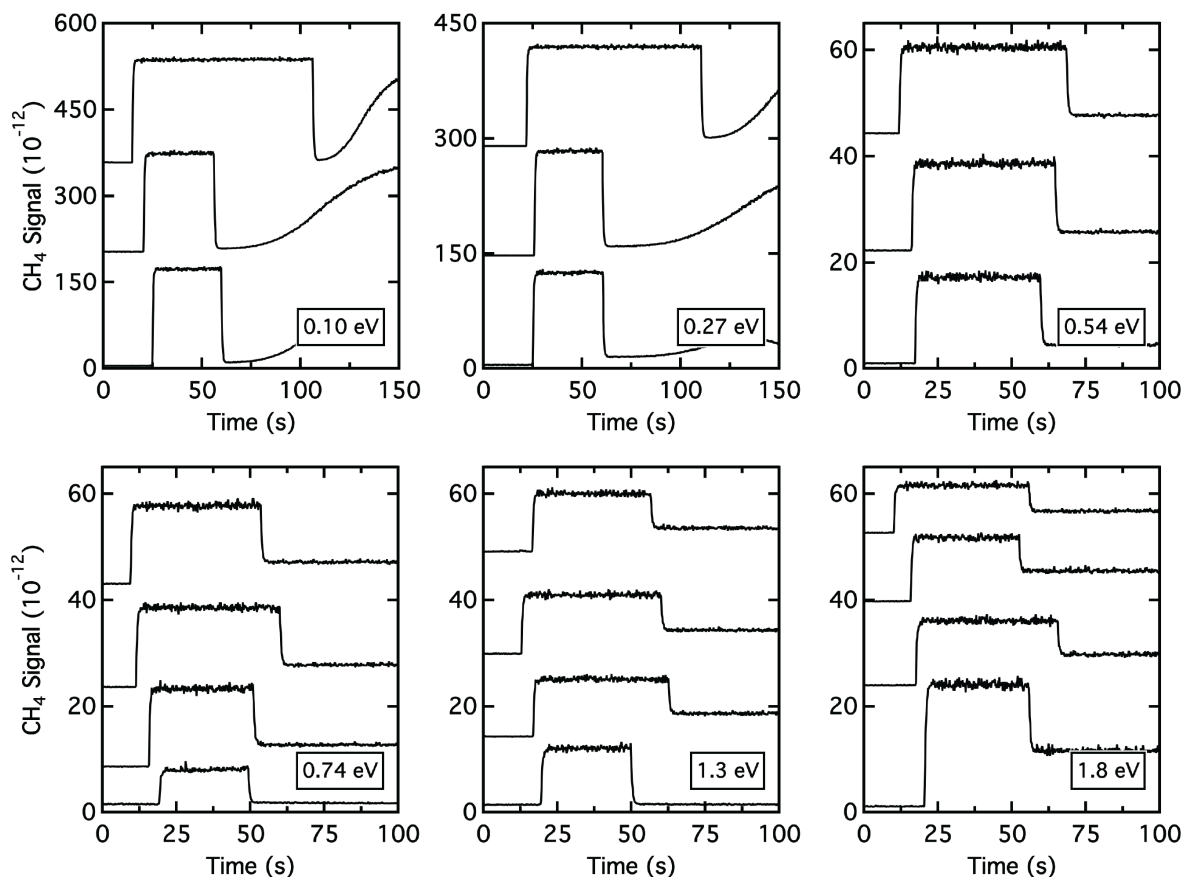 600
450
300
150
0
CH4 Signal (10-12)
0 50 100 150
Time (s)
0.10 eV
450
300
150
0
0 50 100 150
Time (s)
0.27 eV
60
40
20
0
0 25 50 75 100
Time (s)
0.54 eV
60
40
20
0
CH4 Signal (10-12)
0 25 50 75 100
Time (s)
0.74 eV
60
40
20
0
0 25 50 75 100
Time (s)
1.3 eV
60
40
20
0
0 25 50 75 100
Time (s)
1.8 eV